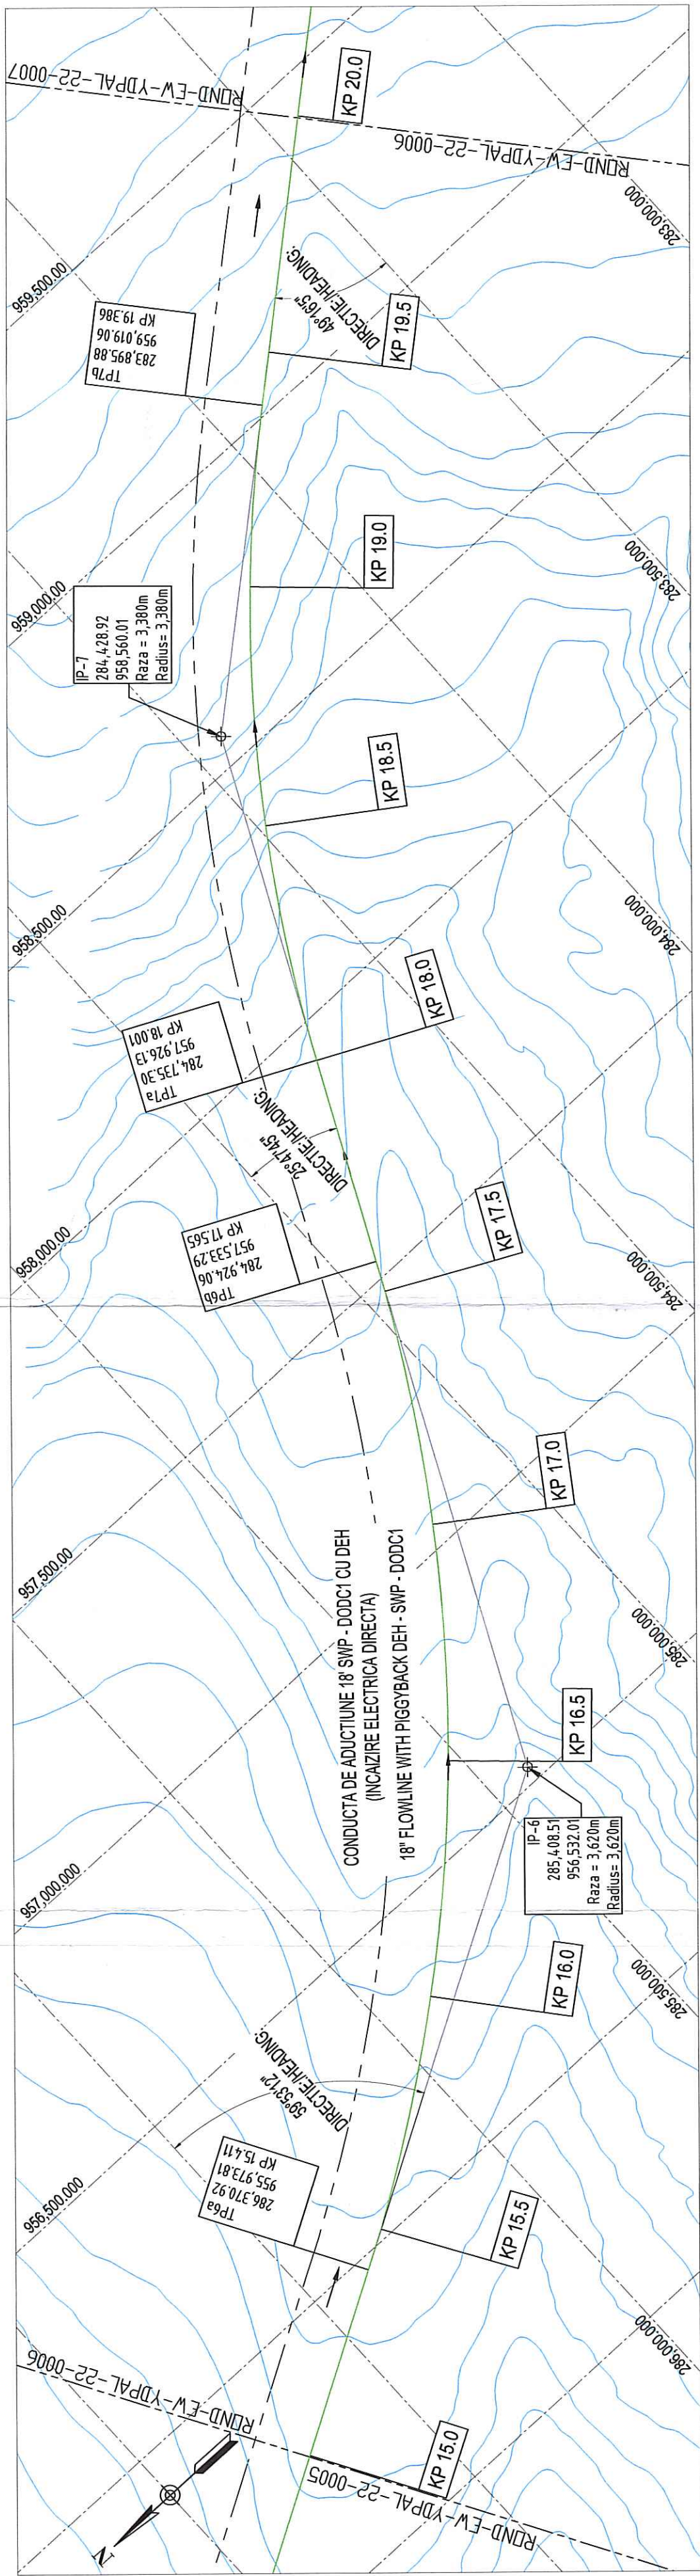 ROND-EW-YDPAL-22-0007
ROND-EW-YDPAL-22-0006
KP 20.0
959,500.00
283,000.000
TP7b
283,895.88
959,019.06
KP 19.386
DIRECTIE/HEADING:
49°16'5"
KP 19.5
959,000.00
KP 19.0
283,500.000
IP-7
284,428.92
958,560.01
Raza = 3,380m
Radius= 3,380m
KP 18.5
958,500.00
284,000.000
KP 18.0
TP7a
284,735.30
957,926.13
KP 18.001
DIRECTIE/HEADING:
25°47'45"
TP6b
284,924.06
957,533.29
KP 17.565
KP 17.5
958,000.00
284,500.000
KP 17.0
957,500.00
CONDUCTA DE ADUCTIUNE 18' SWP - DODC1 CU DEH
(INCAIZIRE ELECTRICA DIRECTA)
18" FLOWLINE WITH PIGGYBACK DEH - SWP - DODC1
285,000.000
KP 16.5
IP-6
285,408.51
956,532.01
Raza = 3,620m
Radius= 3,620m
957,000.000
KP 16.0
285,500.000
DIRECTIE/HEADING:
59°53'12"
TP6a
286,370.92
955,973.81
KP 15.411
956,500.000
KP 15.5
286,000.000
ROND-EW-YDPAL-22-0006
ROND-EW-YDPAL-22-0005
KP 15.0
N